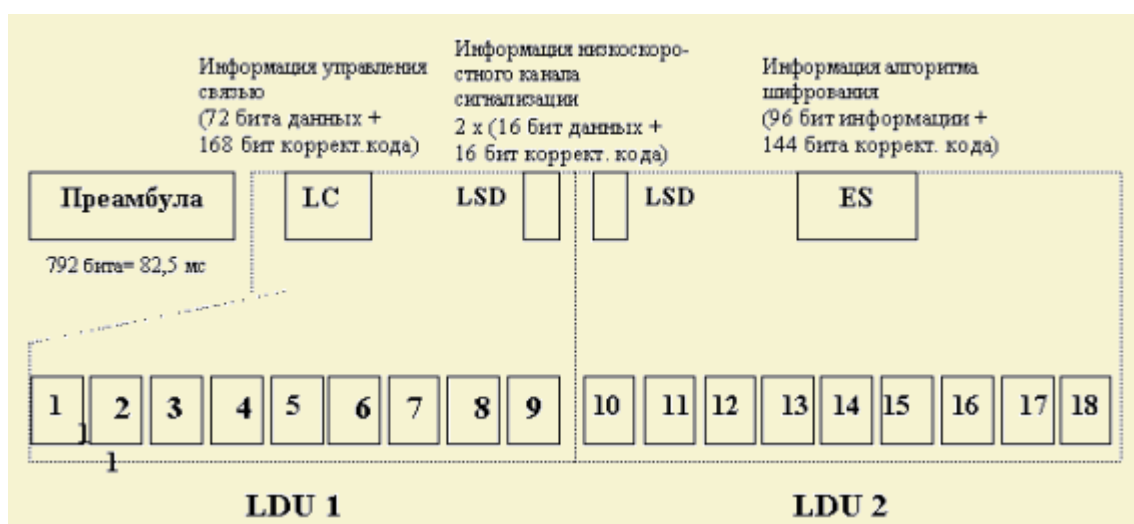 Информация управления
связью
(72 бита данных +
168 бит коррект.кода)
Информация низкоскоро-
стного канала
сигнализации
2 х (16 бит данных +
16 бит коррект. кода)
Информация алгоритма
шифрования
(96 бит информации +
144 бита коррект. кода)
Преамбула
LC
LSD
LSD
ES
792 бита= 82,5 мс
1 2 3 4 5 6 7 8 9 10 11 12 13 14 15 16 17 18
1
1
LDU 1
LDU 2